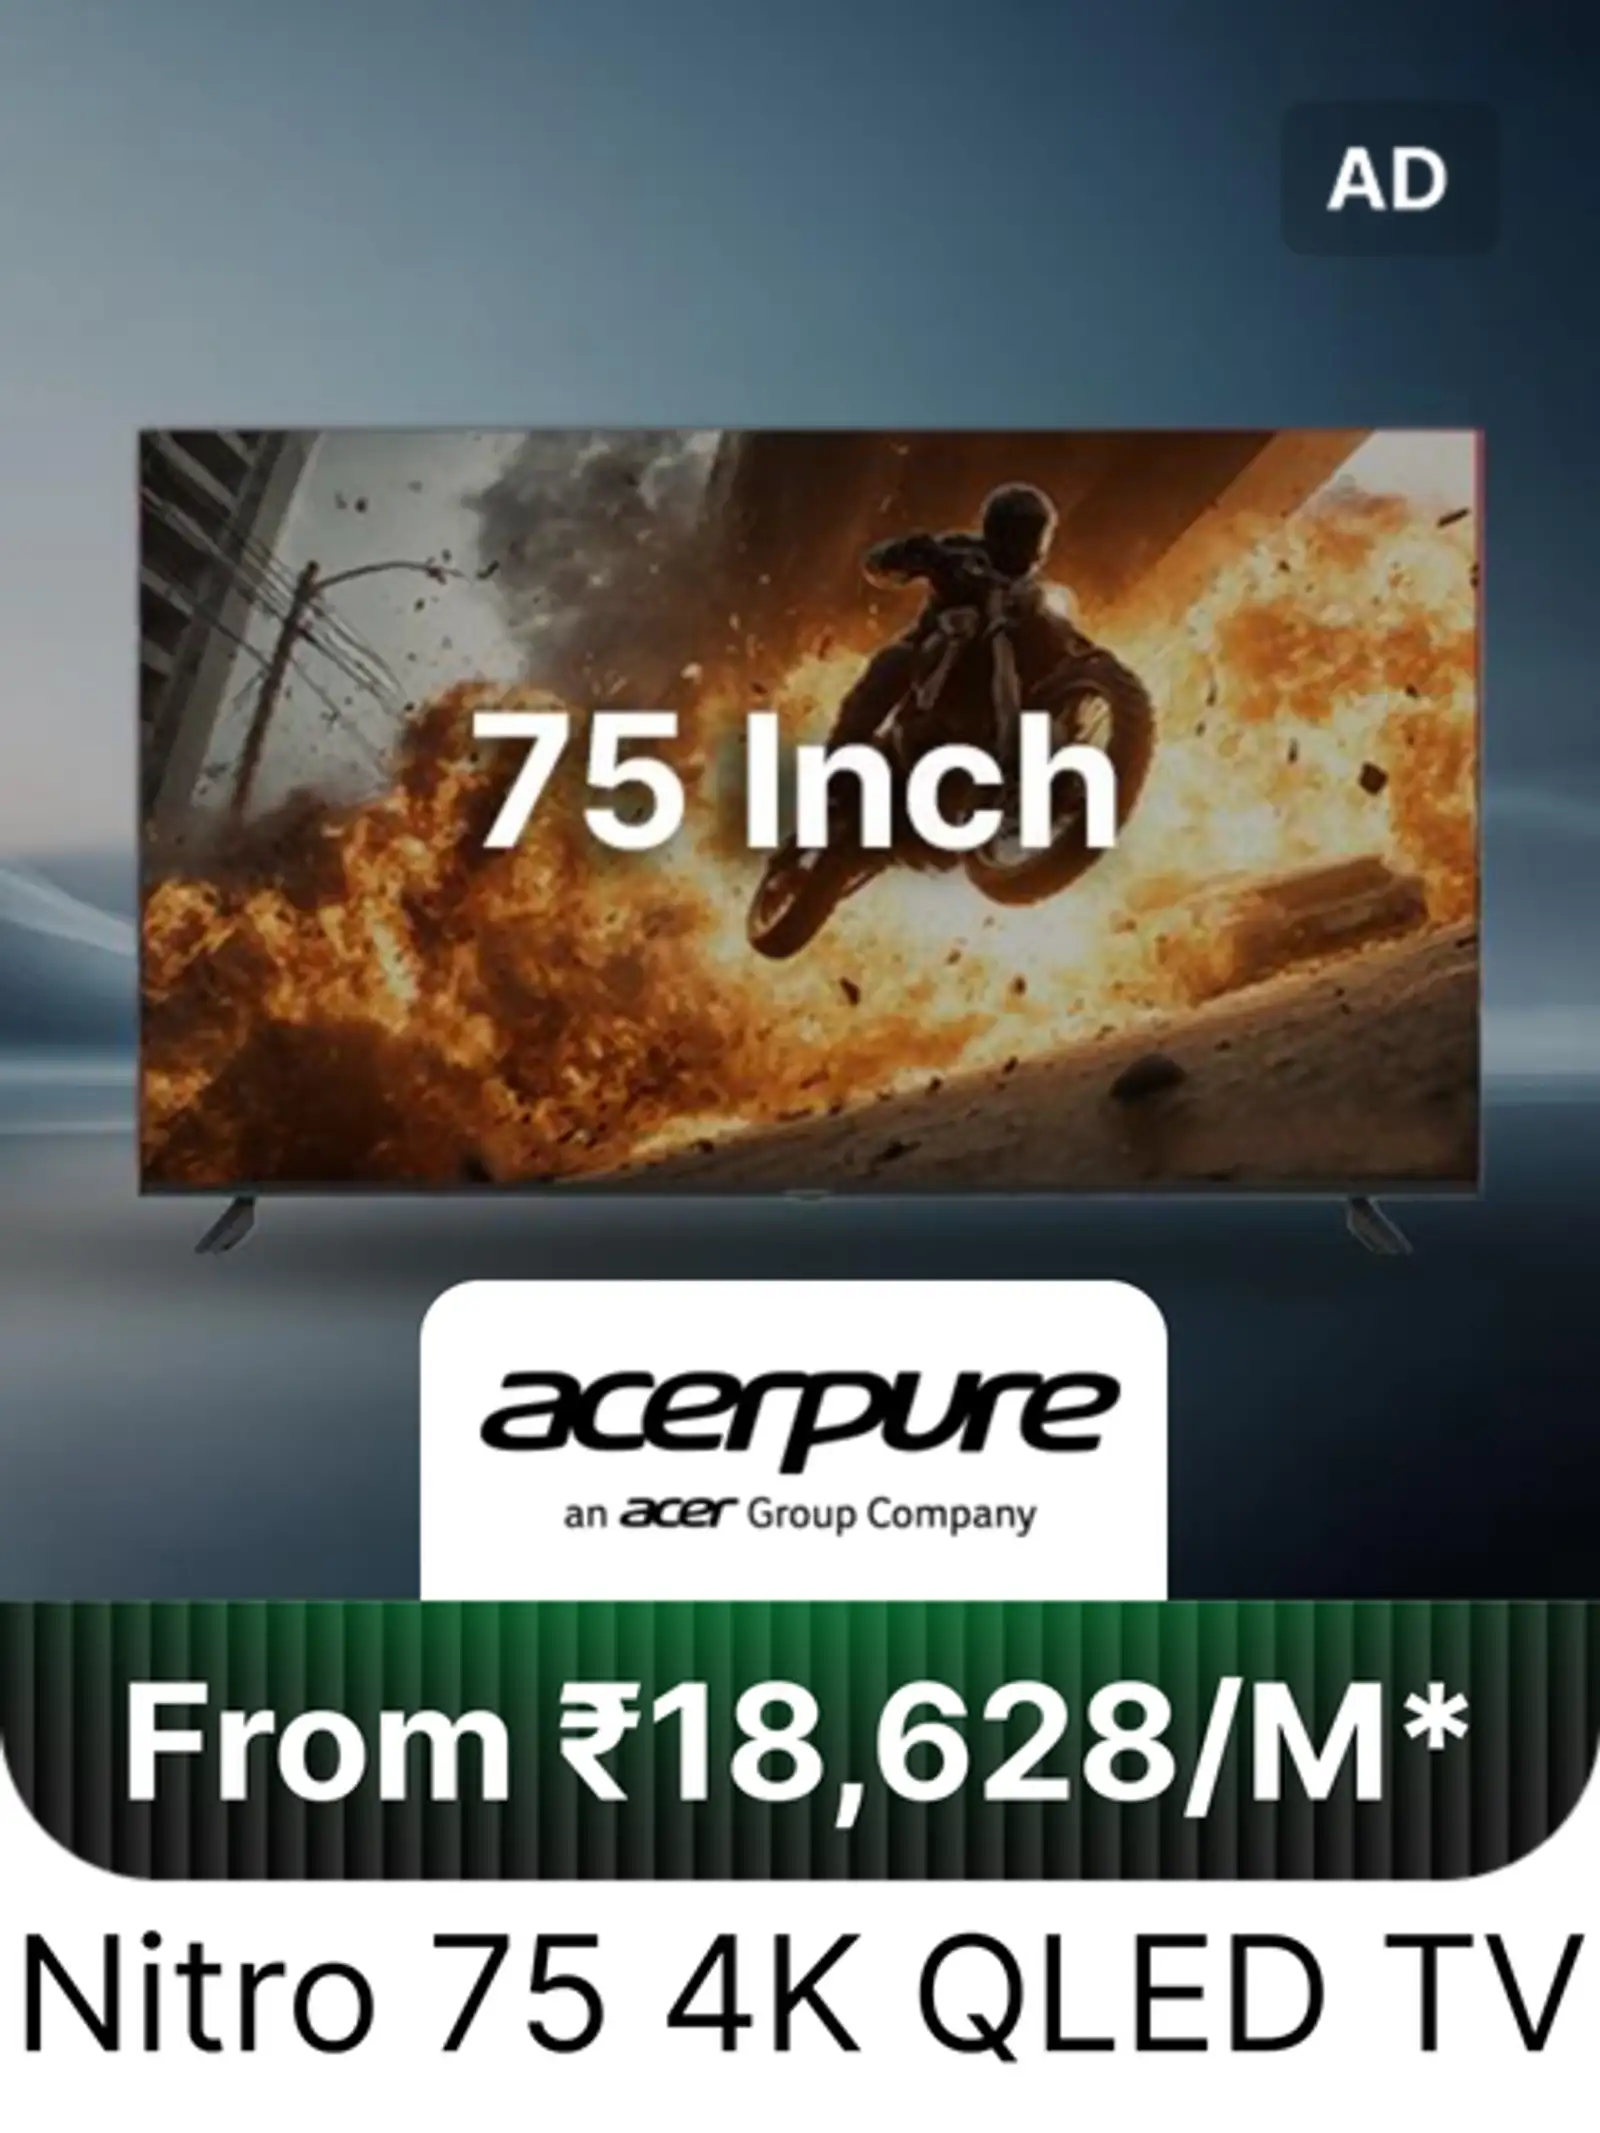 AD
75 Inch
acerpure
an acer Group Company
From ₹18,628/M*
Nitro 75 4K QLED TV